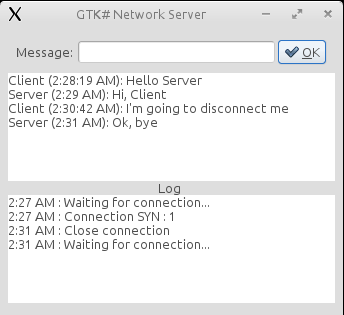 GTK# Network Server
Message:
OK
Client (2:28:19 AM): Hello Server
Server (2:29 AM): Hi, Client
Client (2:30:42 AM): I'm going to disconnect me
Server (2:31 AM): Ok, bye
Log
2:27 AM : Waiting for connection...
2:27 AM : Connection SYN : 1
2:31 AM : Close connection
2:31 AM : Waiting for connection...